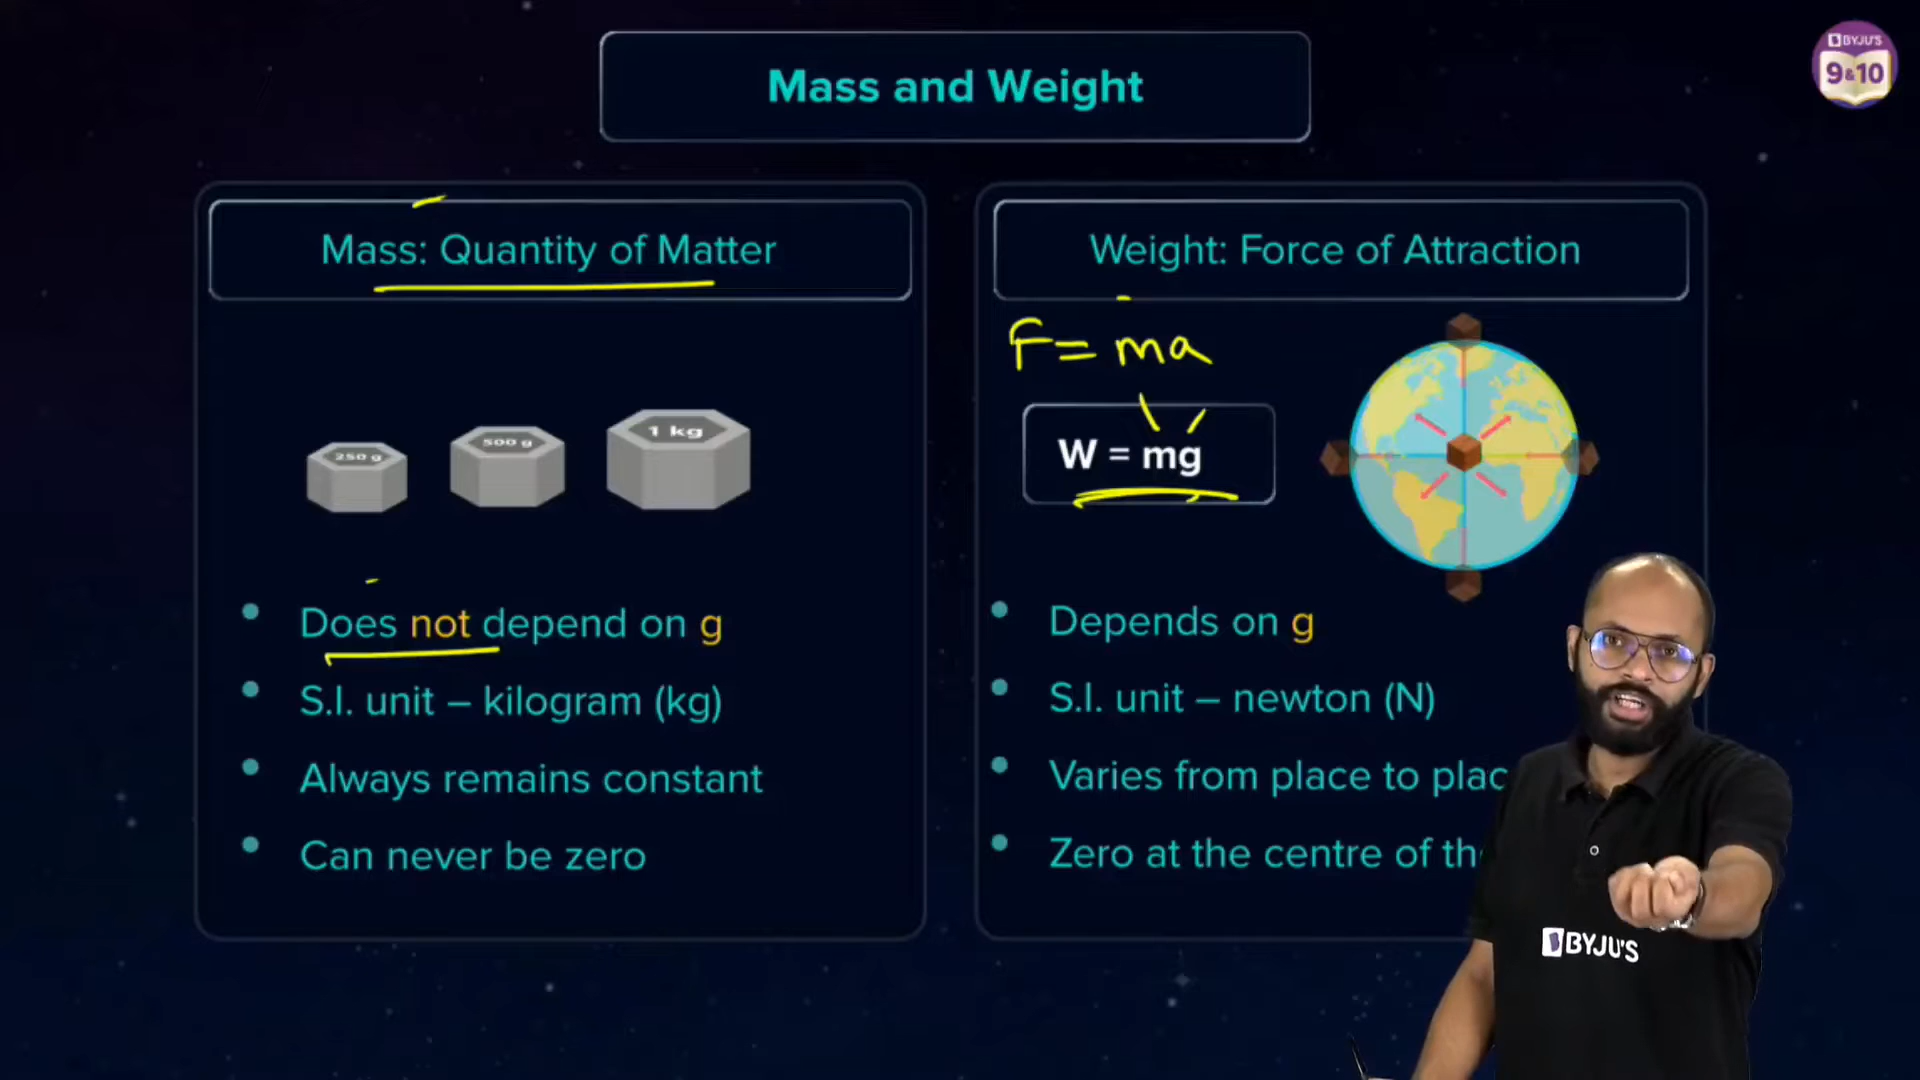 Mass and Weight
BYJU'S
9&10
Mass: Quantity of Matter
250 g
500 g
1 kg
Does not depend on g
S.I. unit – kilogram (kg)
Always remains constant
Can never be zero
Weight: Force of Attraction
F = ma
W = mg
Depends on g
S.I. unit – newton (N)
Varies from place to plac
Zero at the centre of th
BYJU'S